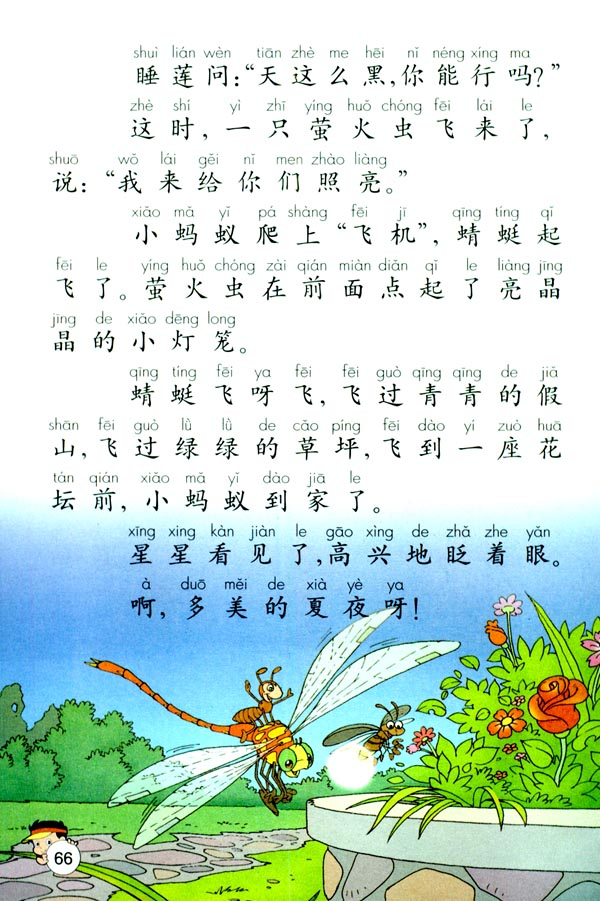 shuì lián wèn tiān zhè me hēi nǐ néng xíng ma
睡莲问：“天这么黑，你能行吗？”
zhè shí yì zhī yíng huǒ chóng fēi lái le
这时，一只萤火虫飞来了，
shuō wǒ lái gěi nǐ men zhào liàng
说：“我来给你们照亮。”
xiǎo mǎ yǐ pá shàng fēi jī qīng tíng qǐ
小蚂蚁爬上“飞机”，蜻蜓起
fēi le yíng huǒ chóng zài qián miàn diǎn qǐ le liàng jīng
飞了。萤火虫在前面点起了亮晶
jīng de xiǎo dēng long
晶的小灯笼。
qīng tíng fēi ya fēi fēi guò qīng qīng de jiǎ
蜻蜓飞呀飞，飞过青青的假
shān fēi guò lǜ lǜ de cǎo píng fēi dào yí zuò huā
山，飞过绿绿的草坪，飞到一座花
tán qián xiǎo mǎ yǐ dào jiā le
坛前，小蚂蚁到家了。
xīng xing kàn jiàn le gāo xìng de zhǎ zhe yǎn
星星看见了，高兴地眨着眼。
à duō měi de xià yè ya
啊，多美的夏夜呀！
66